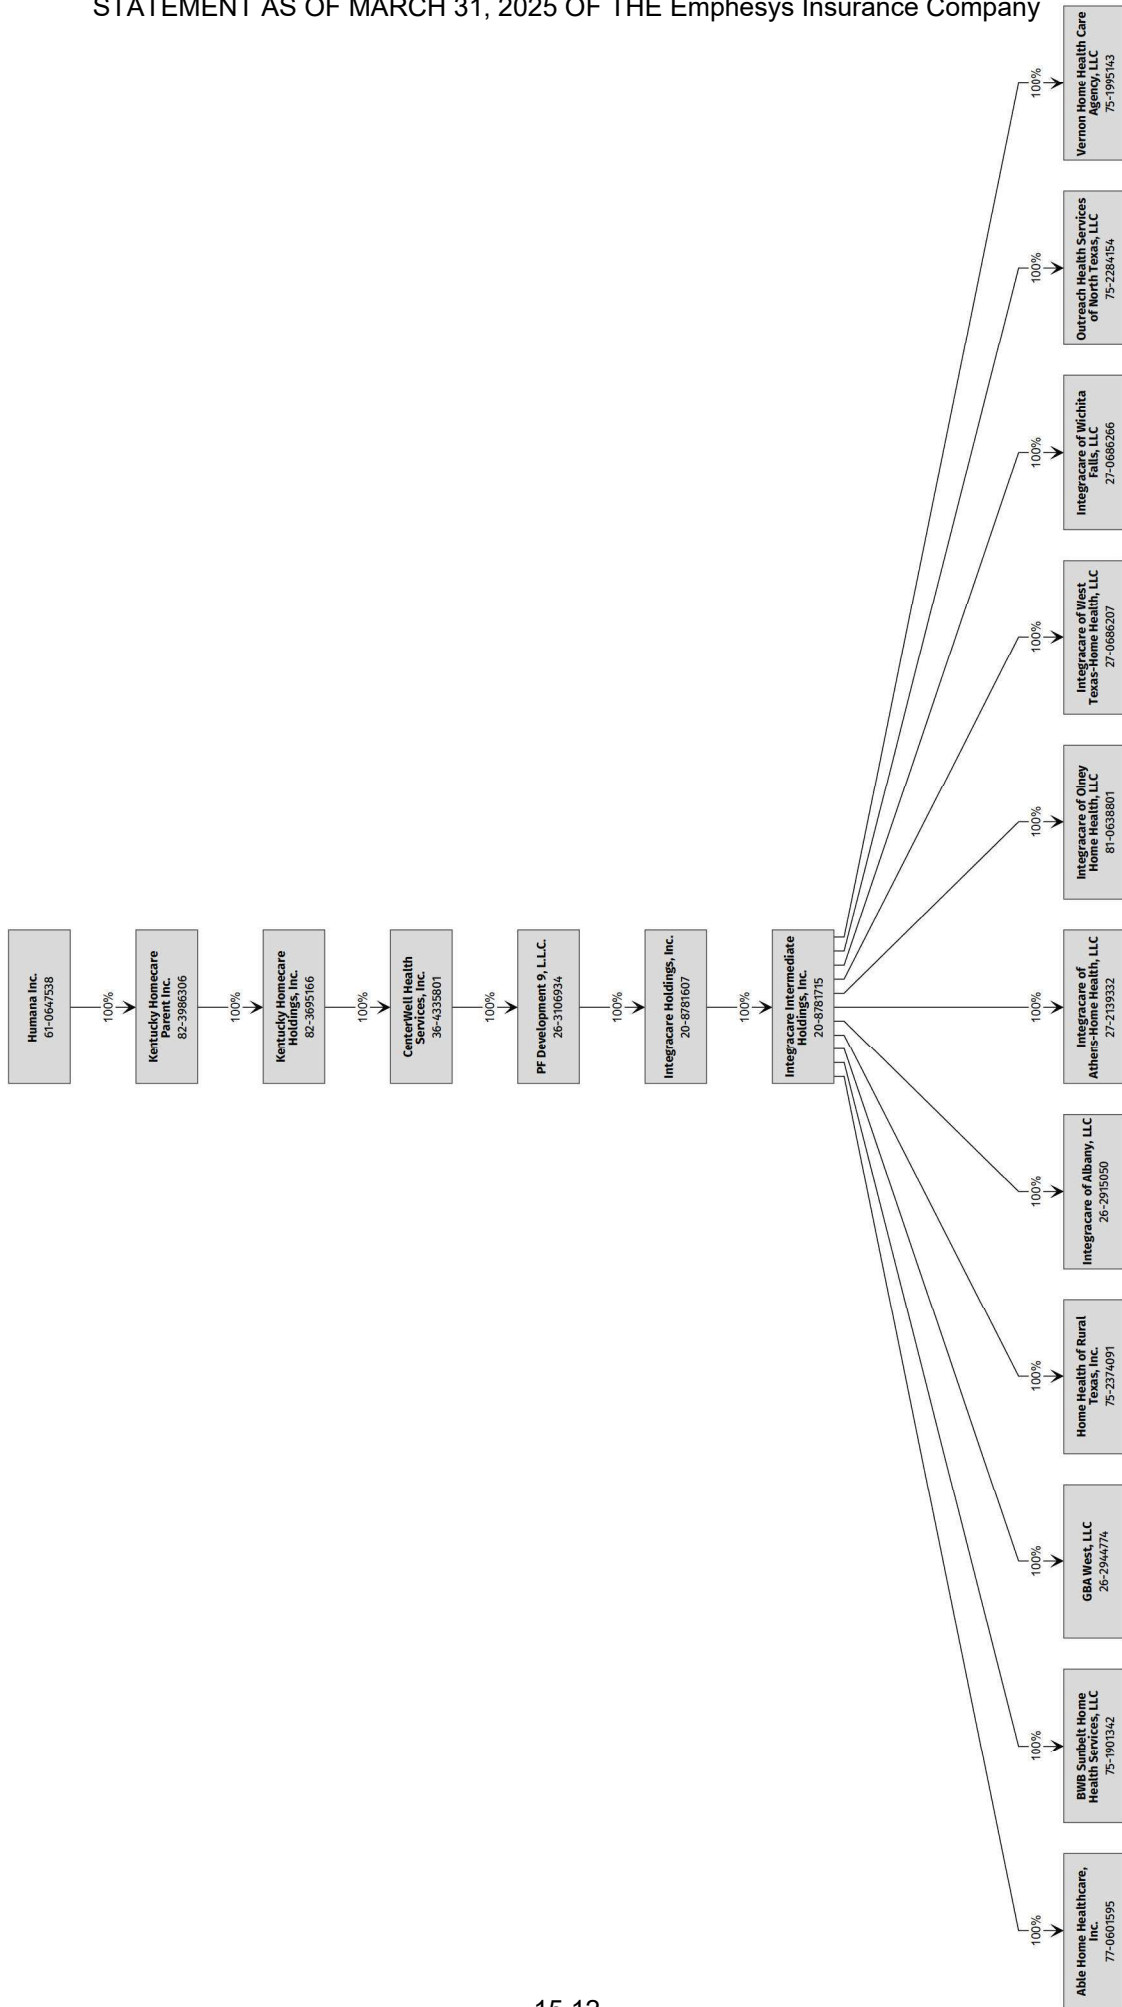 STATEMENT AS OF MARCH 31, 2025 OF THE Emphesys Insurance Company
Humana Inc.
61-0647538
100%
Kentucky Homecare
Parent Inc.
82-3986306
100%
Kentucky Homecare
Holdings, Inc.
82-3695166
100%
CenterWell Health
Services, Inc.
36-4335801
100%
PF Development 9, L.L.C.
26-3106934
100%
Integracare Holdings, Inc.
20-8781607
100%
Integracare Intermediate
Holdings, Inc.
20-8781715
100%
Able Home Healthcare,
Inc.
77-0601595
100%
BWB Sunbelt Home
Health Services, LLC
75-1901342
100%
GBA West, LLC
26-2944774
100%
Home Health of Rural
Texas, Inc.
75-2374091
100%
Integracare of Albany, LLC
26-2915050
100%
Integracare of
Athens-Home Health, LLC
27-2139332
100%
Integracare of Olney
Home Health, LLC
81-0638801
100%
Integracare of West
Texas-Home Health, LLC
27-0686207
100%
Integracare of Wichita
Falls, LLC
27-0686266
100%
Outreach Health Services
of North Texas, LLC
75-2284154
100%
Vernon Home Health Care
Agency, LLC
75-1995143